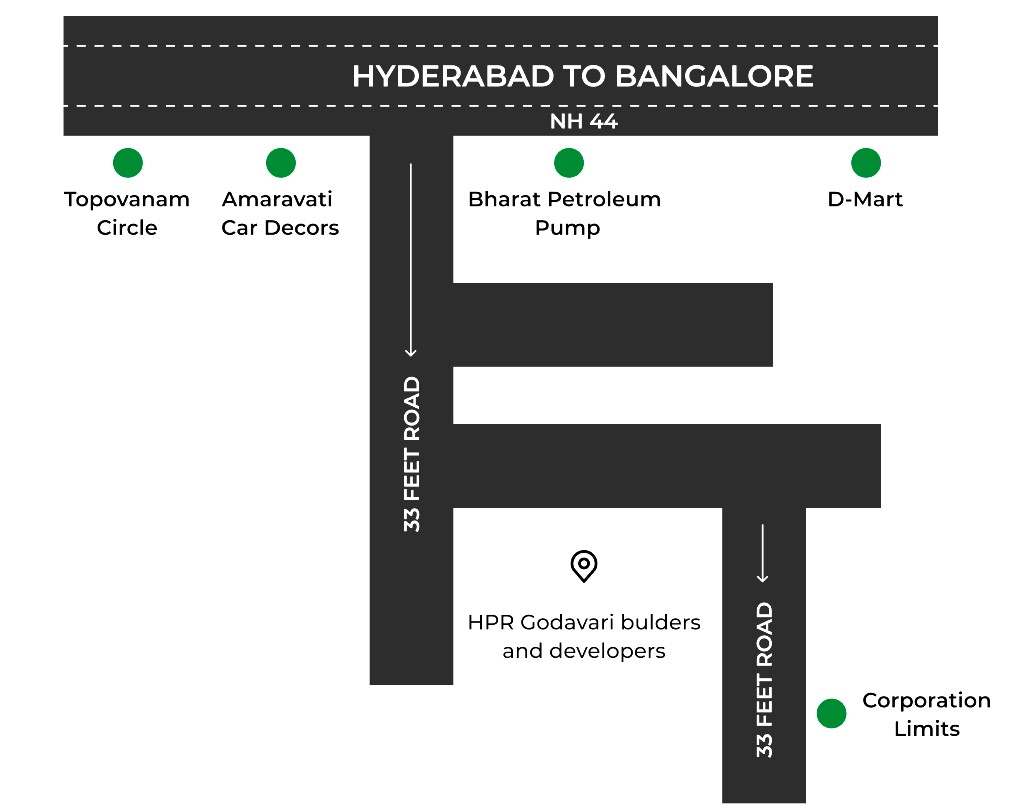 HYDERABAD TO BANGALORE
NH 44
Topovanam
Circle
Amaravati
Car Decors
Bharat Petroleum
Pump
D-Mart
33 FEET ROAD
HPR Godavari bulders
and developers
33 FEET ROAD
Corporation
Limits